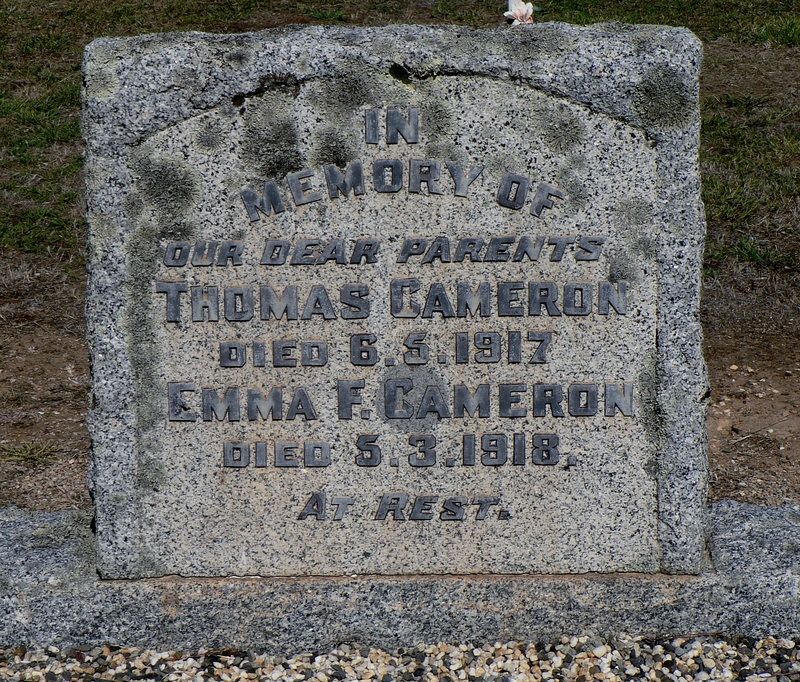 IN
MEMORY OF
OUR DEAR PARENTS
THOMAS CAMERON
DIED 6.5.1917
EMMA F. CAMERON
DIED 5.3.1918.
AT REST.